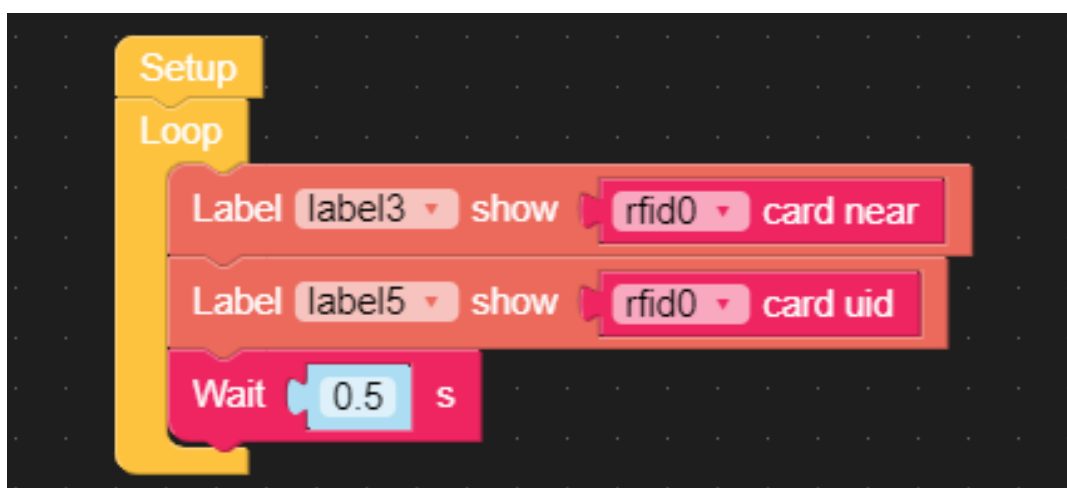 Setup
Loop
Label label3 show rfid0 card near
Label label5 show rfid0 card uid
Wait 0.5 s